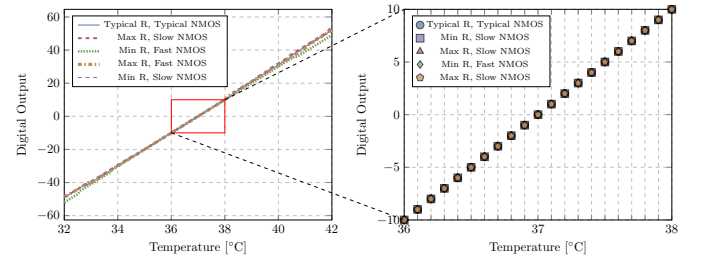 60
40
20
0
−20
−40
−60
Digital Output
32
34
36
38
40
42
Temperature [°C]
Typical R, Typical NMOS
Max R, Slow NMOS
Min R, Fast NMOS
Max R, Fast NMOS
Min R, Slow NMOS
10
5
0
−5
−10
Digital Output
36
37
38
Temperature [°C]
Typical R, Typical NMOS
Min R, Slow NMOS
Max R, Slow NMOS
Min R, Fast NMOS
Max R, Slow NMOS